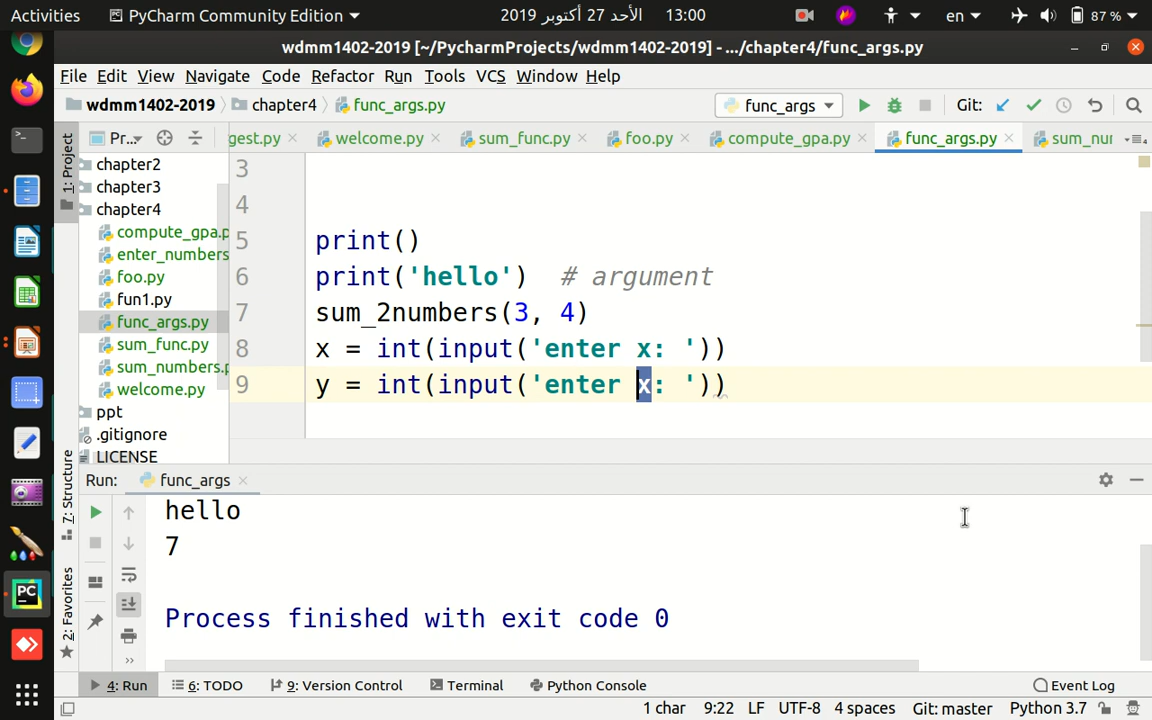 Activities PyCharm Community Edition الأحد 27 أكتوبر 2019 13:00 en 87 %
wdmm1402-2019 [~/PycharmProjects/wdmm1402-2019] - .../chapter4/func_args.py
File Edit View Navigate Code Refactor Run Tools VCS Window Help
wdmm1402-2019 chapter4 func_args.py func_args Git:
1: Project Pr... gest.py welcome.py sum_func.py foo.py compute_gpa.py func_args.py sum_nur
chapter2
chapter3
chapter4
compute_gpa.p
enter_numbers
foo.py
fun1.py
func_args.py
sum_func.py
sum_numbers.p
welcome.py
ppt
.gitignore
LICENSE
3
4
5 print()
6 print('hello') # argument
7 sum_2numbers(3, 4)
8 x = int(input('enter x: '))
9 y = int(input('enter x: '))
7: Structure
2: Favorites
Run: func_args
hello
7
Process finished with exit code 0
PC
4: Run 6: TODO 9: Version Control Terminal Python Console Event Log
1 char 9:22 LF UTF-8 4 spaces Git: master Python 3.7